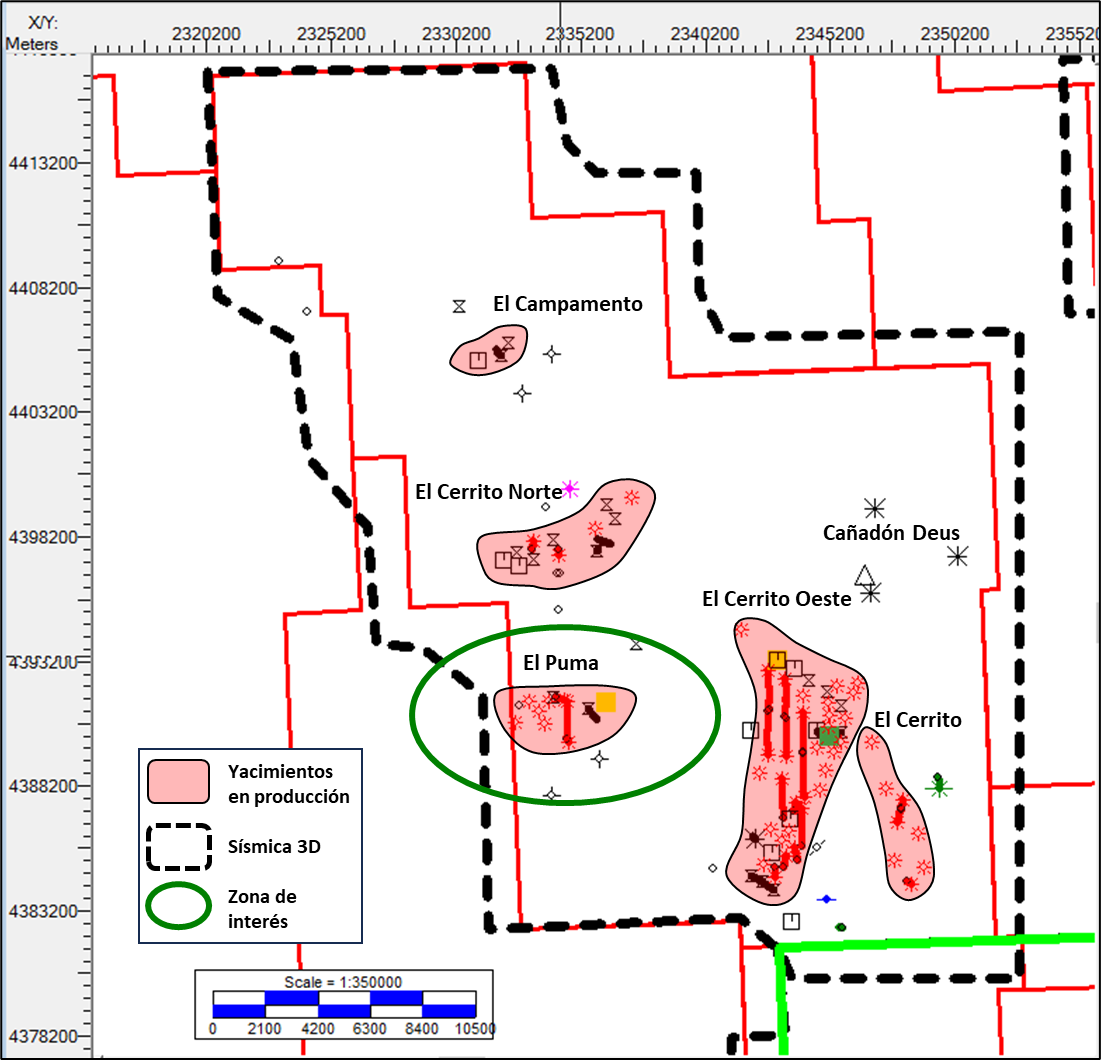 X/Y:
Meters
2320200 2325200 2330200 2335200 2340200 2345200 2350200 23552
4413200
4408200
El Campamento
4403200
El Cerrito Norte
4398200
Cañadón Deus
El Cerrito Oeste
4393200
El Puma
El Cerrito
4388200
Yacimientos
en producción
Sísmica 3D
Zona de
interés
4383200
Scale = 1:350000
0 2100 4200 6300 8400 10500
4378200